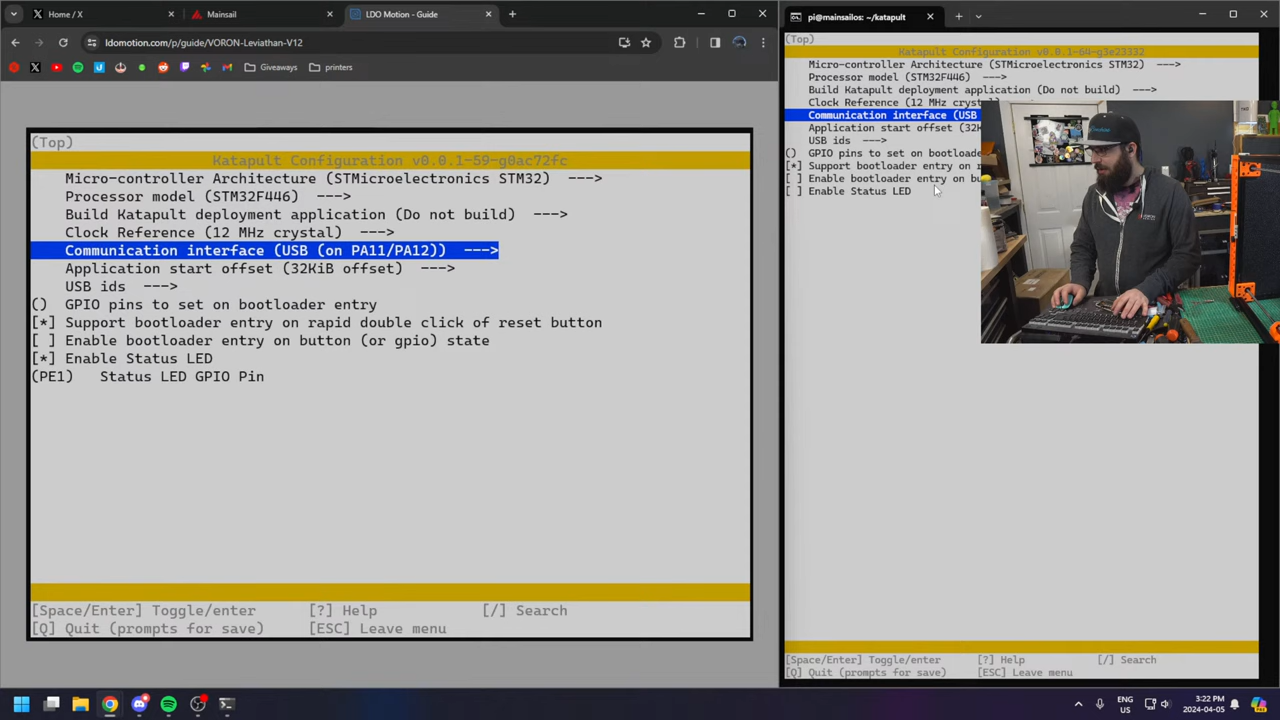 Home / X
Mainsail
LDO Motion - Guide
ldomotion.com/p/guide/VORON-Leviathan-V12
Giveaways
printers
(Top)
Katapult Configuration v0.0.1-59-g0ac72fc
Micro-controller Architecture (STMicroelectronics STM32) --->
Processor model (STM32F446) --->
Build Katapult deployment application (Do not build) --->
Clock Reference (12 MHz crystal) --->
Communication interface (USB (on PA11/PA12)) --->
Application start offset (32KiB offset) --->
USB ids --->
() GPIO pins to set on bootloader entry
[*] Support bootloader entry on rapid double click of reset button
[ ] Enable bootloader entry on button (or gpio) state
[*] Enable Status LED
(PE1) Status LED GPIO Pin
[Space/Enter] Toggle/enter [?] Help [/] Search
[Q] Quit (prompts for save) [ESC] Leave menu
pi@mainsailos: ~/katapult
(Top)
Katapult Configuration v0.0.1-64-g3e23332
Micro-controller Architecture (STMicroelectronics STM32) --->
Processor model (STM32F446) --->
Build Katapult deployment application (Do not build) --->
Clock Reference (12 MHz cryst
Communication interface (USB
Application start offset (32K
USB ids --->
() GPIO pins to set on bootloade
[*] Support bootloader entry on r
[ ] Enable bootloader entry on bu
[ ] Enable Status LED
[Space/Enter] Toggle/enter [?] Help [/] Search
[Q] Quit (prompts for save) [ESC] Leave menu
ENG
US
3:22 PM
2024-04-05